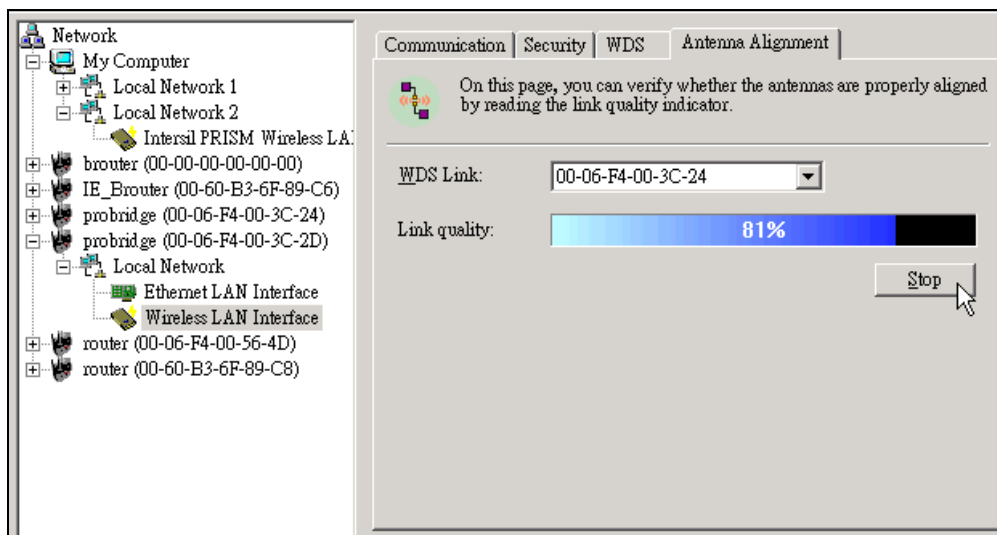 Network
My Computer
Local Network 1
Local Network 2
Intersil PRISM Wireless LA
brouter (00-00-00-00-00-00)
IE_Brouter (00-60-B3-6F-89-C6)
probridge (00-06-F4-00-3C-24)
probridge (00-06-F4-00-3C-2D)
Local Network
Ethernet LAN Interface
Wireless LAN Interface
router (00-06-F4-00-56-4D)
router (00-60-B3-6F-89-C8)
Communication Security WDS Antenna Alignment
On this page, you can verify whether the antennas are properly aligned
by reading the link quality indicator.
WDS Link: 00-06-F4-00-3C-24
Link quality: 81%
Stop